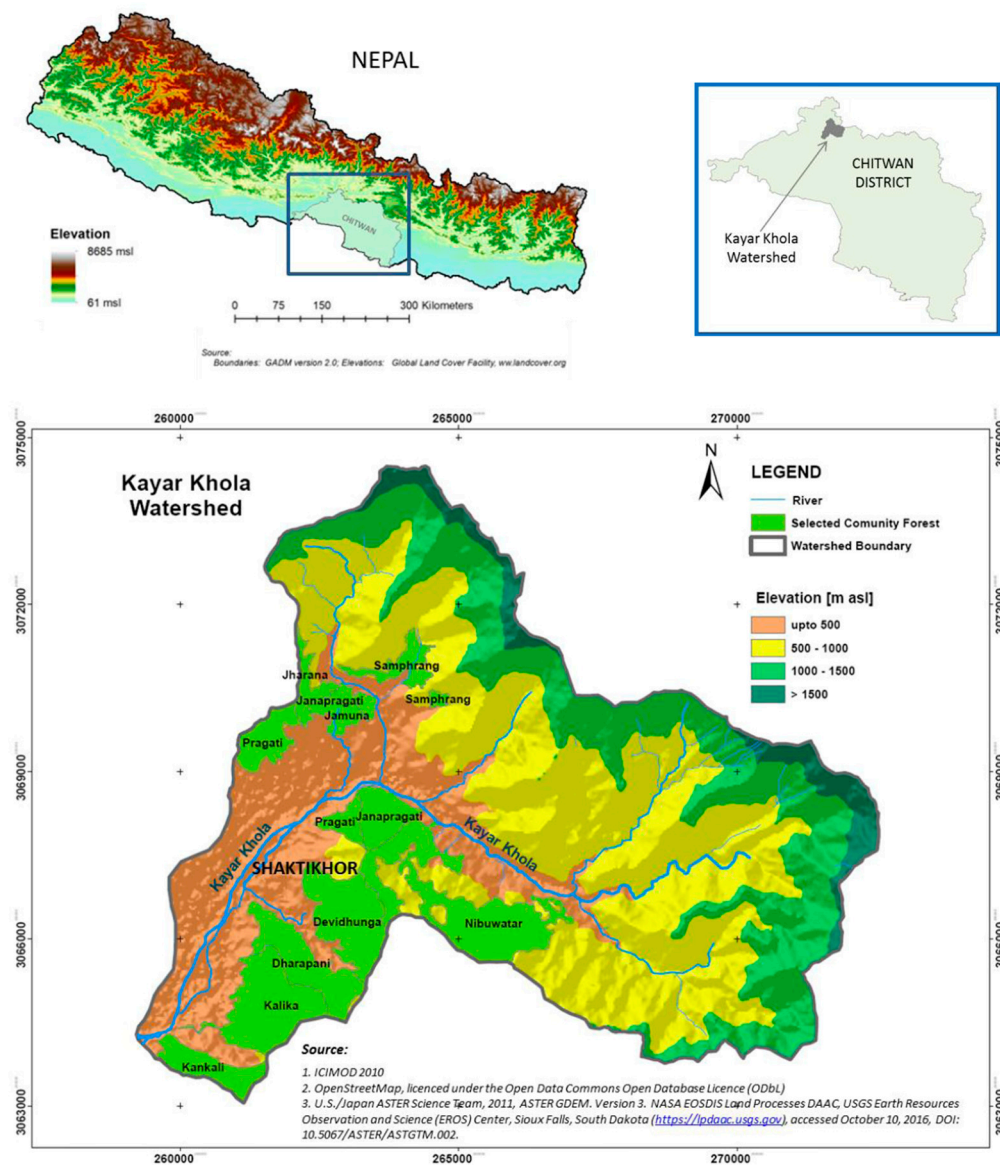 NEPAL
CHITWAN
Elevation
8685 msl
61 msl
0 75 150 300 Kilometers
Source:
Boundaries: GADM version 2.0; Elevations: Global Land Cover Facility, ww.landcover.org
CHITWAN
DISTRICT
Kayar Khola
Watershed
260000 265000 270000
3075000 3075000
Kayar Khola
Watershed
N
LEGEND
River
Selected Comunity Forest
Watershed Boundary
Elevation [m asl]
upto 500
500 - 1000
1000 - 1500
> 1500
3072000 3072000
Samphrang
Jharana
Janapragati
Samphrang
Jamuna
Pragati
3069000 3069000
Pragati
Janapragati
Kayar Khola
Kayar Khola
SHAKTIKHOR
Devidhunga
Nibuwatar
3066000 3066000
Dharapani
Kalika
Kankali
Source:
1. ICIMOD 2010
2. OpenStreetMap, licenced under the Open Data Commons Open Database Licence (ODbL)
3. U.S./Japan ASTER Science Team, 2011, ASTER GDEM. Version 3. NASA EOSDIS Land Processes DAAC, USGS Earth Resources
Observation and Science (EROS) Center, Sioux Falls, South Dakota (https://lpdaac.usgs.gov), accessed October 10, 2016, DOI:
10.5067/ASTER/ASTGTM.002.
3063000 3063000
260000 265000 270000